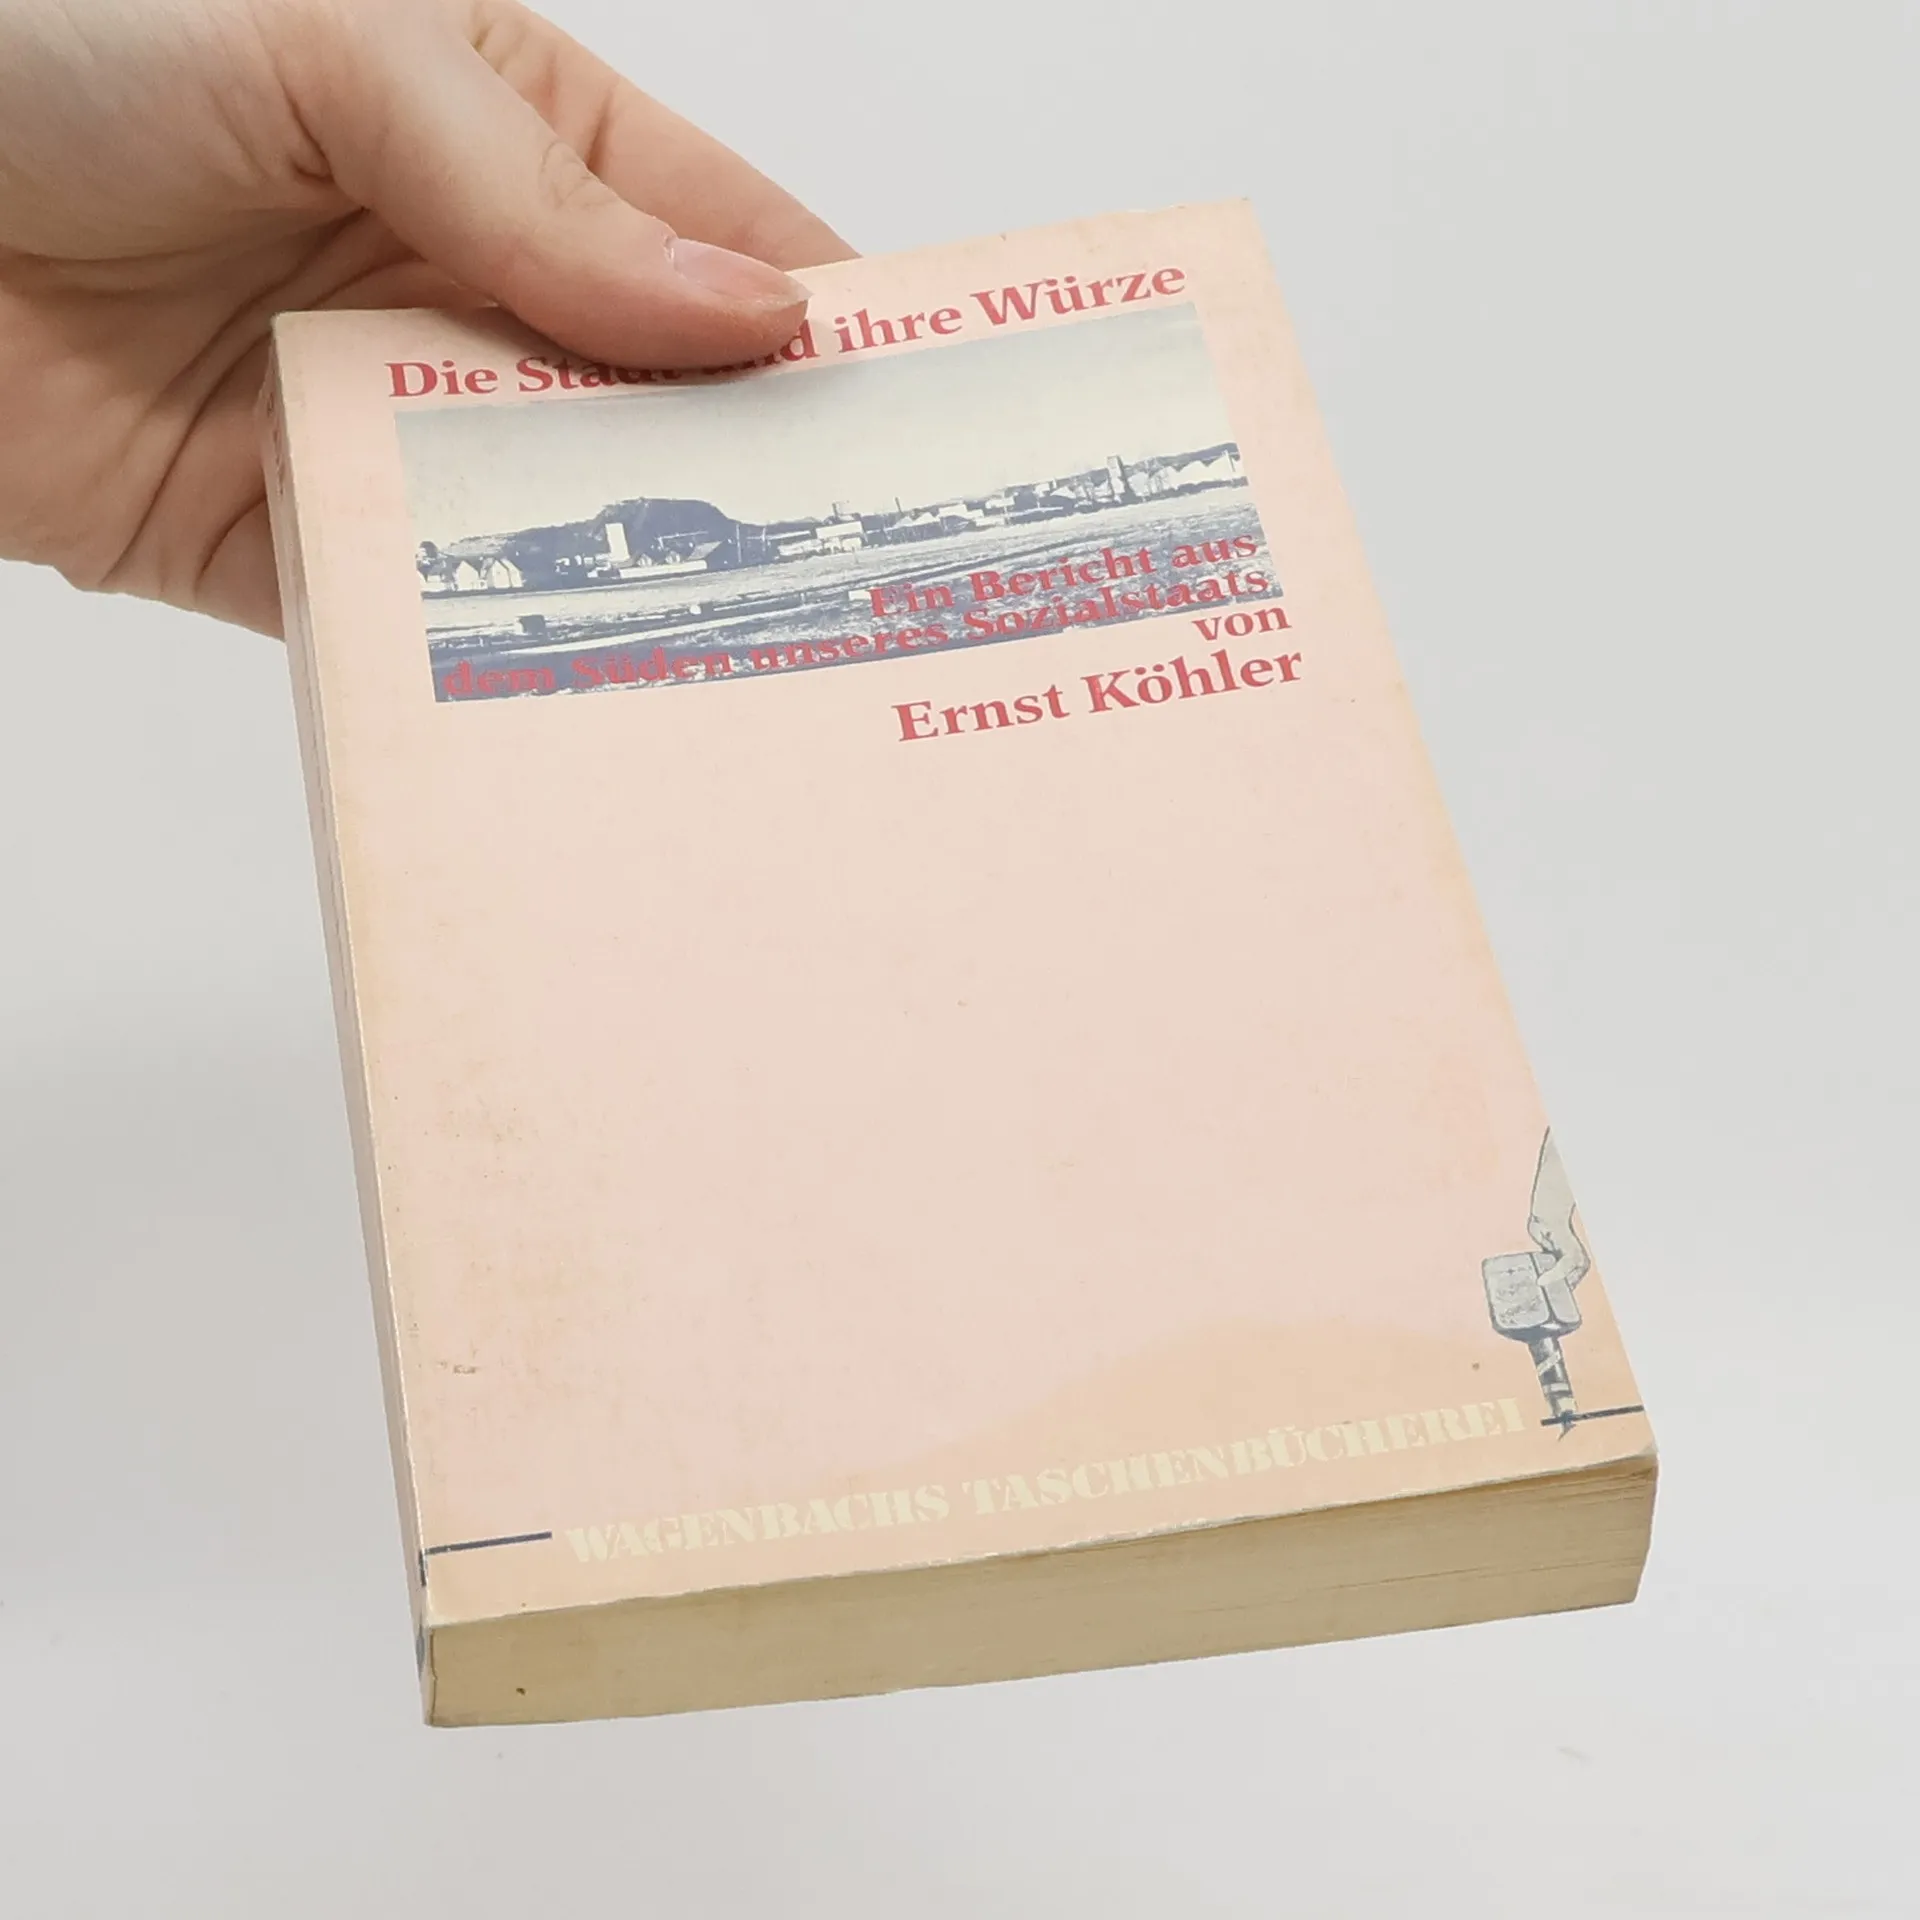 Die Stadt und ihre Würze
Ein Bericht aus
dem Süden unseres Sozialstaats
von
Ernst Köhler
WAGENBACHS TASCHENBÜCHEREI